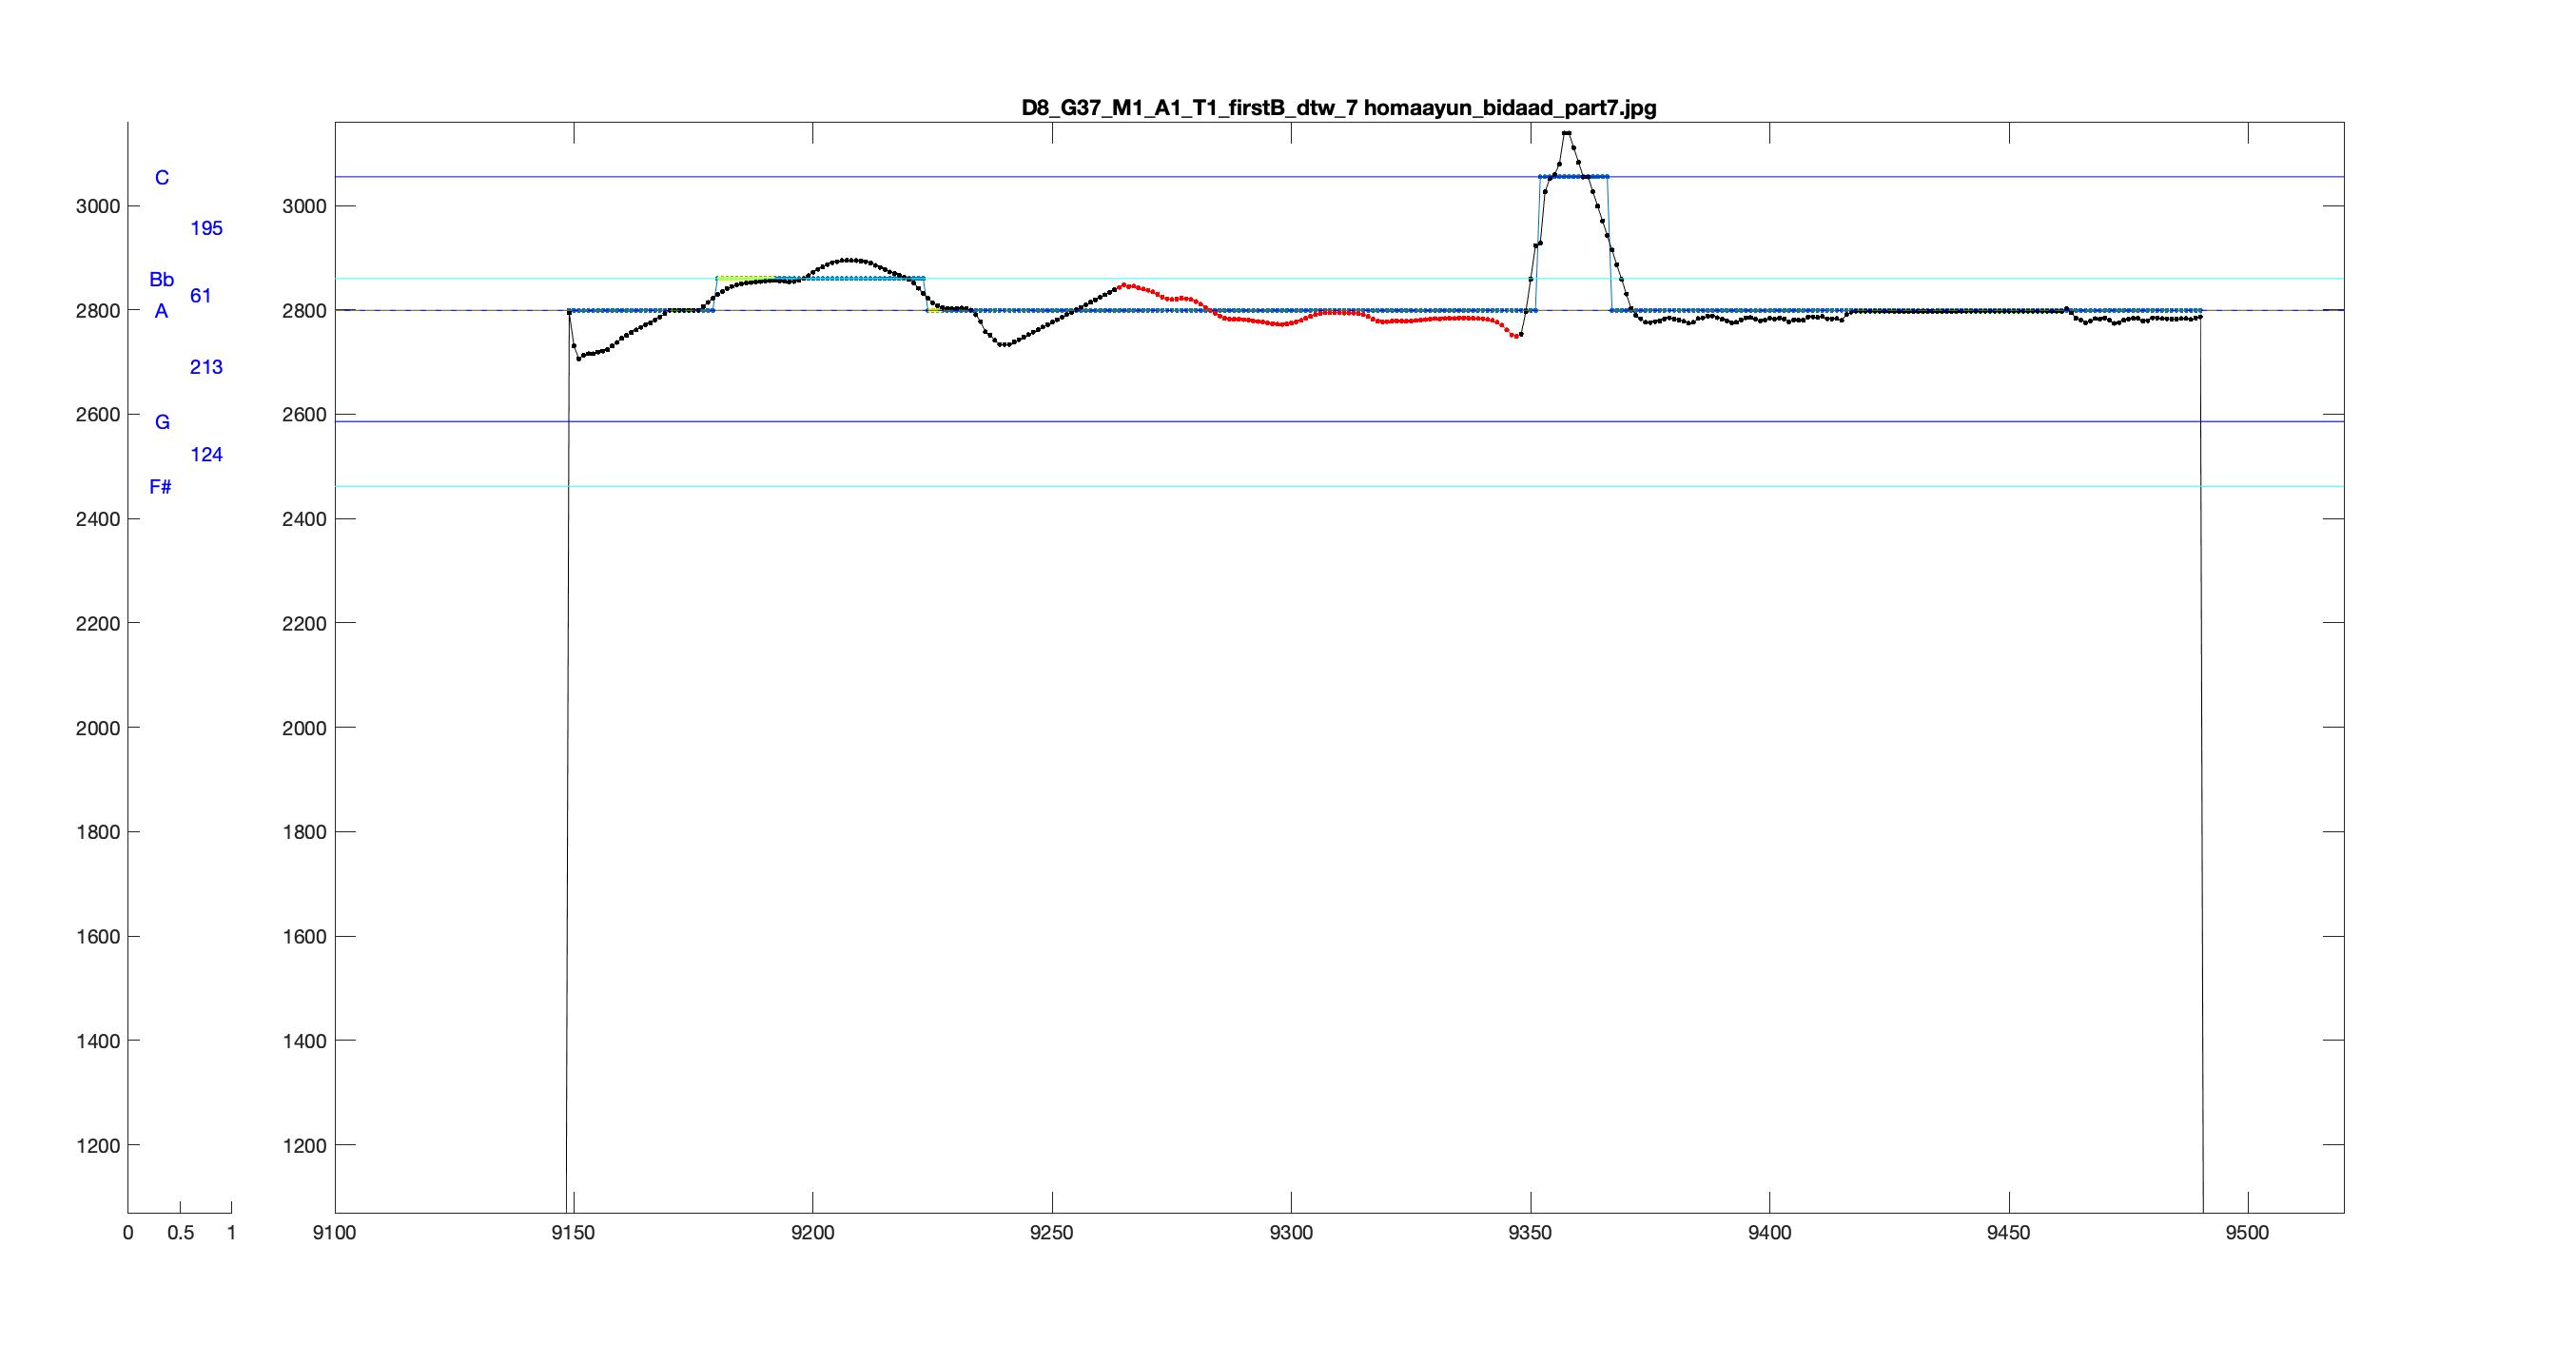 D8_G37_M1_A1_T1_firstB_dtw_7 homaayun_bidaad_part7.jpg
C
3000 3000
195
Bb
61
2800 A 2800
213
2600 2600
G
124
F#
2400 2400
2200 2200
2000 2000
1800 1800
1600 1600
1400 1400
1200 1200
0 0.5 1 9100 9150 9200 9250 9300 9350 9400 9450 9500